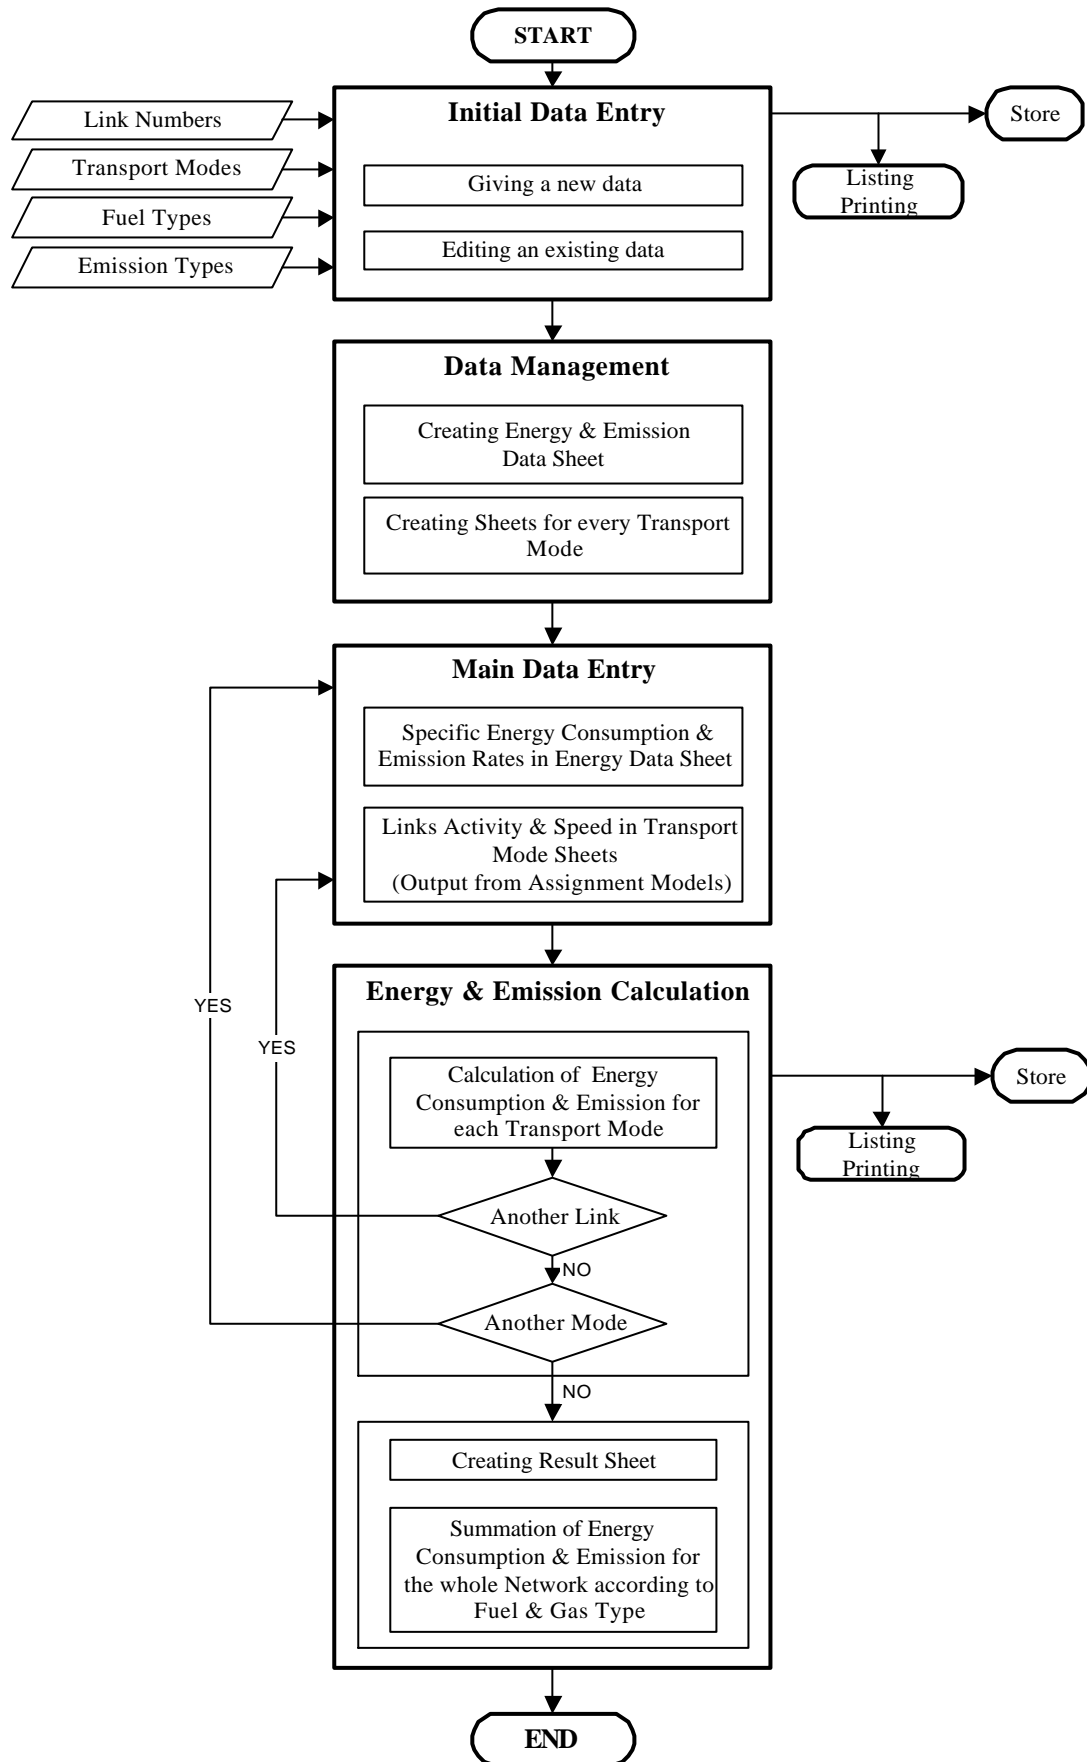 START
Initial Data Entry
Link Numbers
Transport Modes
Fuel Types
Emission Types
Giving a new data
Editing an existing data
Store
Listing
Printing
Data Management
Creating Energy & Emission
Data Sheet
Creating Sheets for every Transport
Mode
Main Data Entry
Specific Energy Consumption &
Emission Rates in Energy Data Sheet
Links Activity & Speed in Transport
Mode Sheets
(Output from Assignment Models)
YES
YES
Energy & Emission Calculation
Calculation of Energy
Consumption & Emission for
each Transport Mode
Store
Listing
Printing
Another Link
NO
Another Mode
NO
Creating Result Sheet
Summation of Energy
Consumption & Emission for
the whole Network according to
Fuel & Gas Type
END